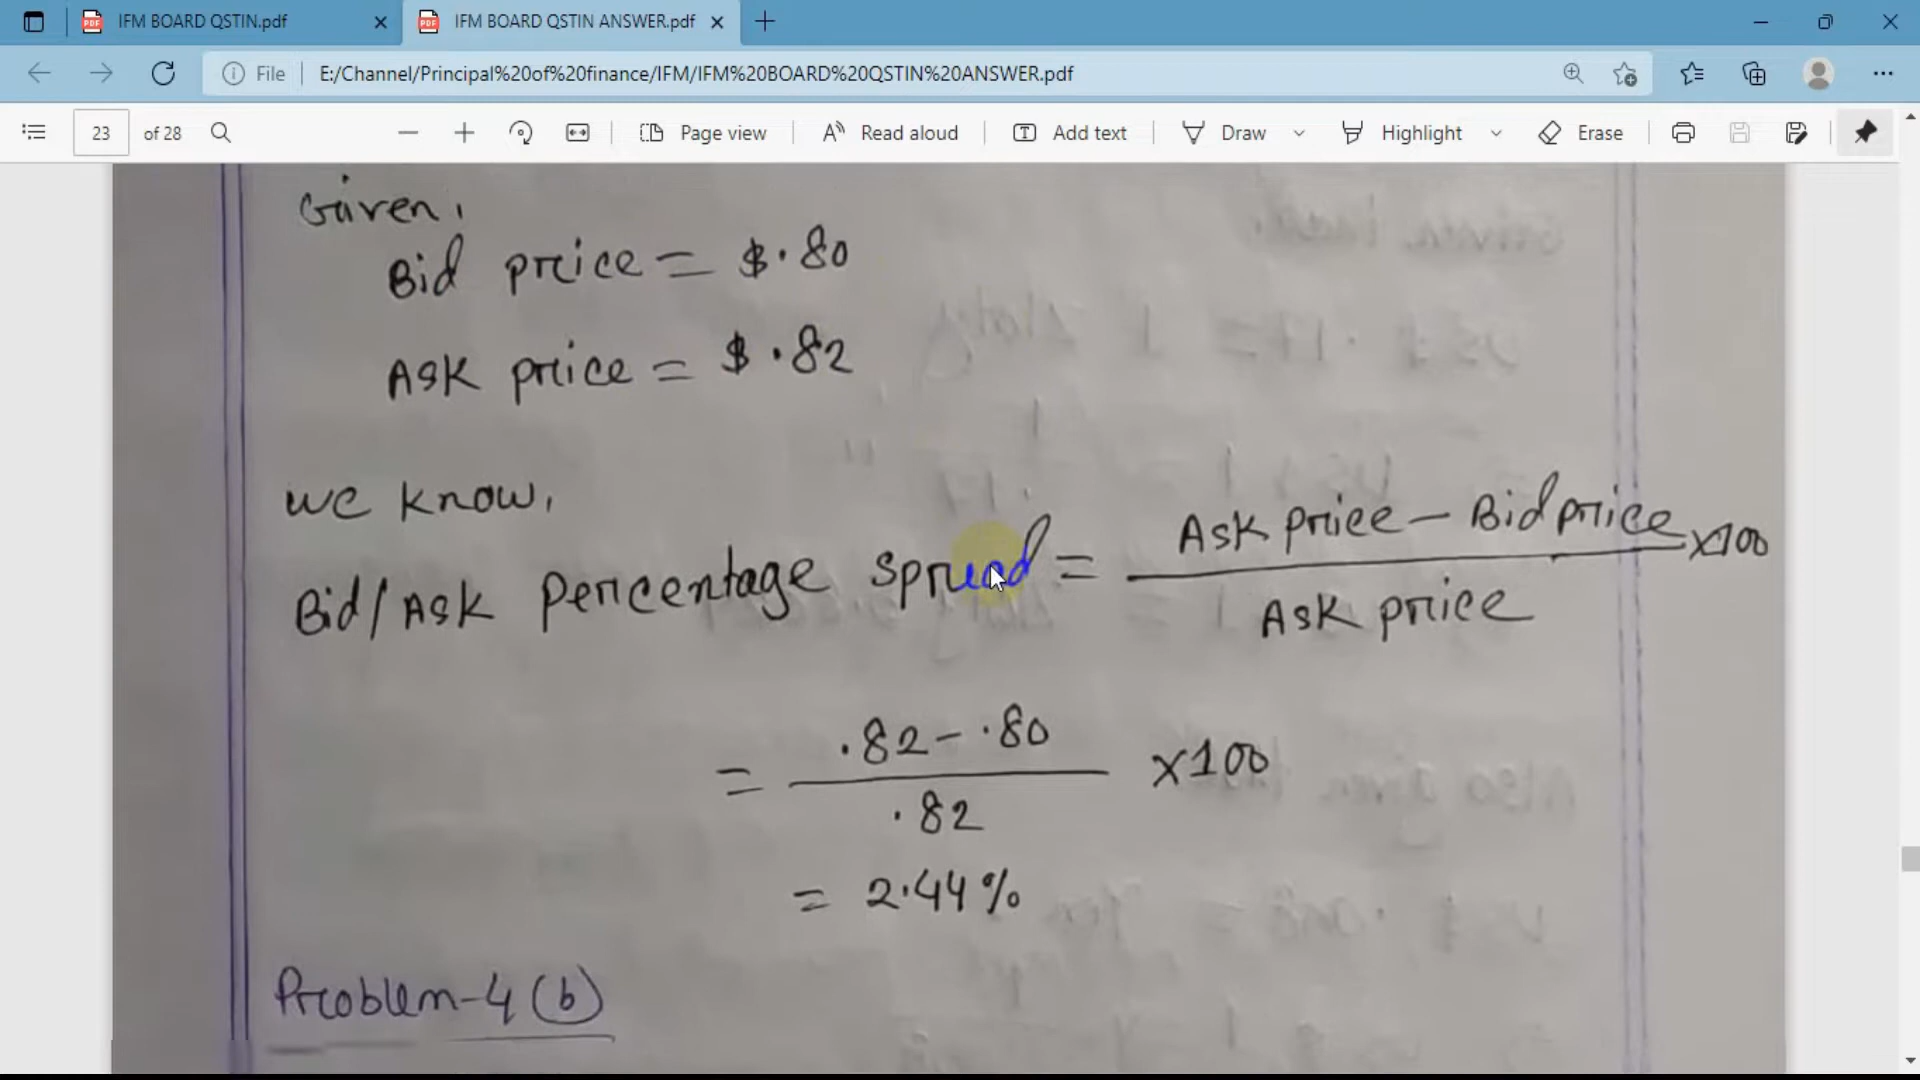 IFM BOARD QSTIN.pdf
IFM BOARD QSTIN ANSWER.pdf
File
E:/Channel/Principal%20of%20finance/IFM/IFM%20BOARD%20QSTIN%20ANSWER.pdf
23 of 28
Page view
Read aloud
Add text
Draw
Highlight
Erase
Given,
Bid price = $.80
Ask price = $.82
we know,
Bid/Ask percentage spread = Ask price - Bid price / Ask price ×100
= .82 - .80 / .82 ×100
= 2.44%
Problem-4 (b)